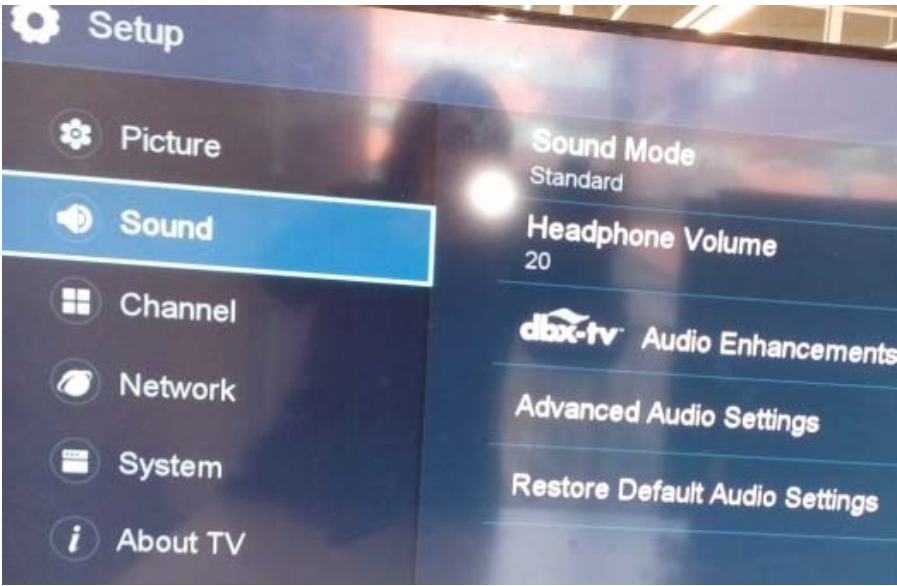 Setup
Picture
Sound
Channel
Network
System
i About TV
Sound Mode
Standard
Headphone Volume
20
dbx-tv Audio Enhancements
Advanced Audio Settings
Restore Default Audio Settings